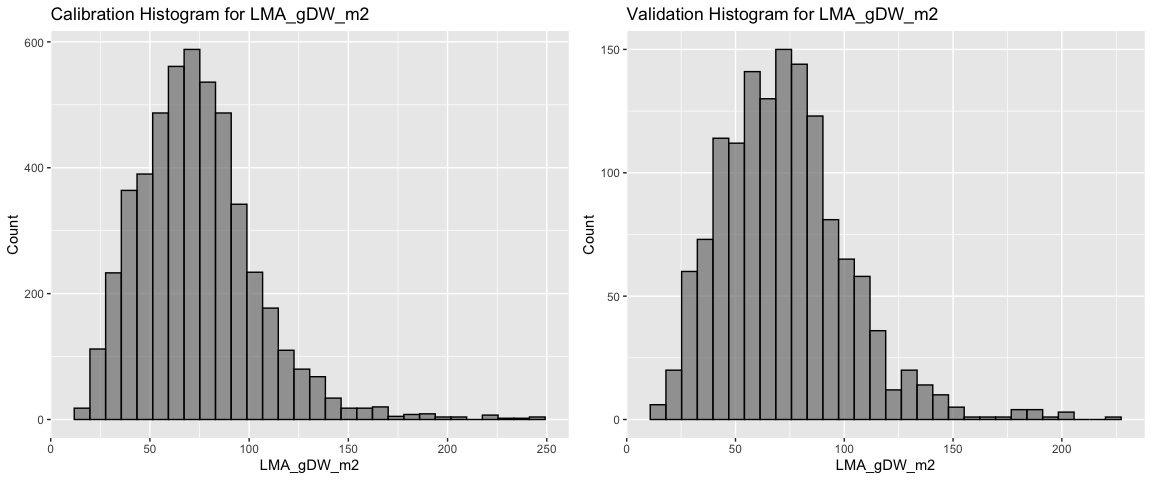 Calibration Histogram for LMA_gDW_m2
600
400
200
0
Count
0 50 100 150 200 250
LMA_gDW_m2
Validation Histogram for LMA_gDW_m2
150
100
50
0
Count
0 50 100 150 200
LMA_gDW_m2